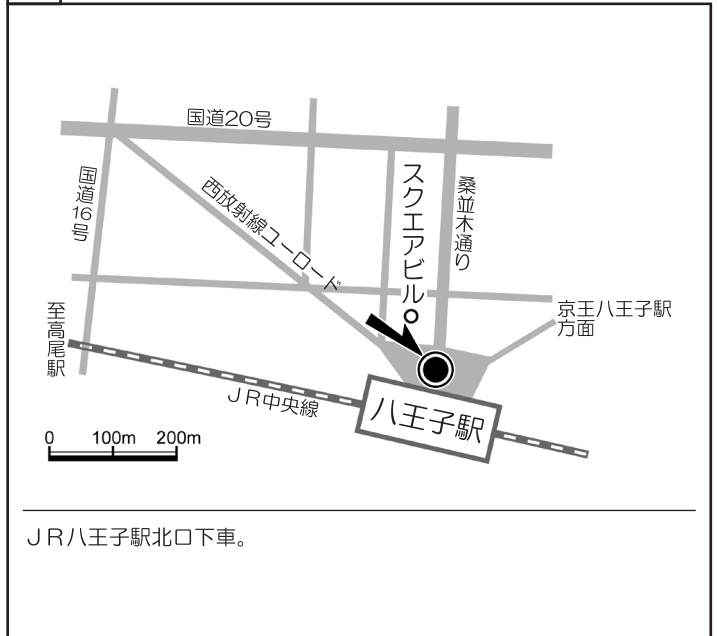 国道20号
国道16号
西放射線ユーロード
スクエアビル
桑並木通り
京王八王子駅
方面
至高尾駅
JR中央線
八王子駅
0 100m 200m
JR八王子駅北口下車。